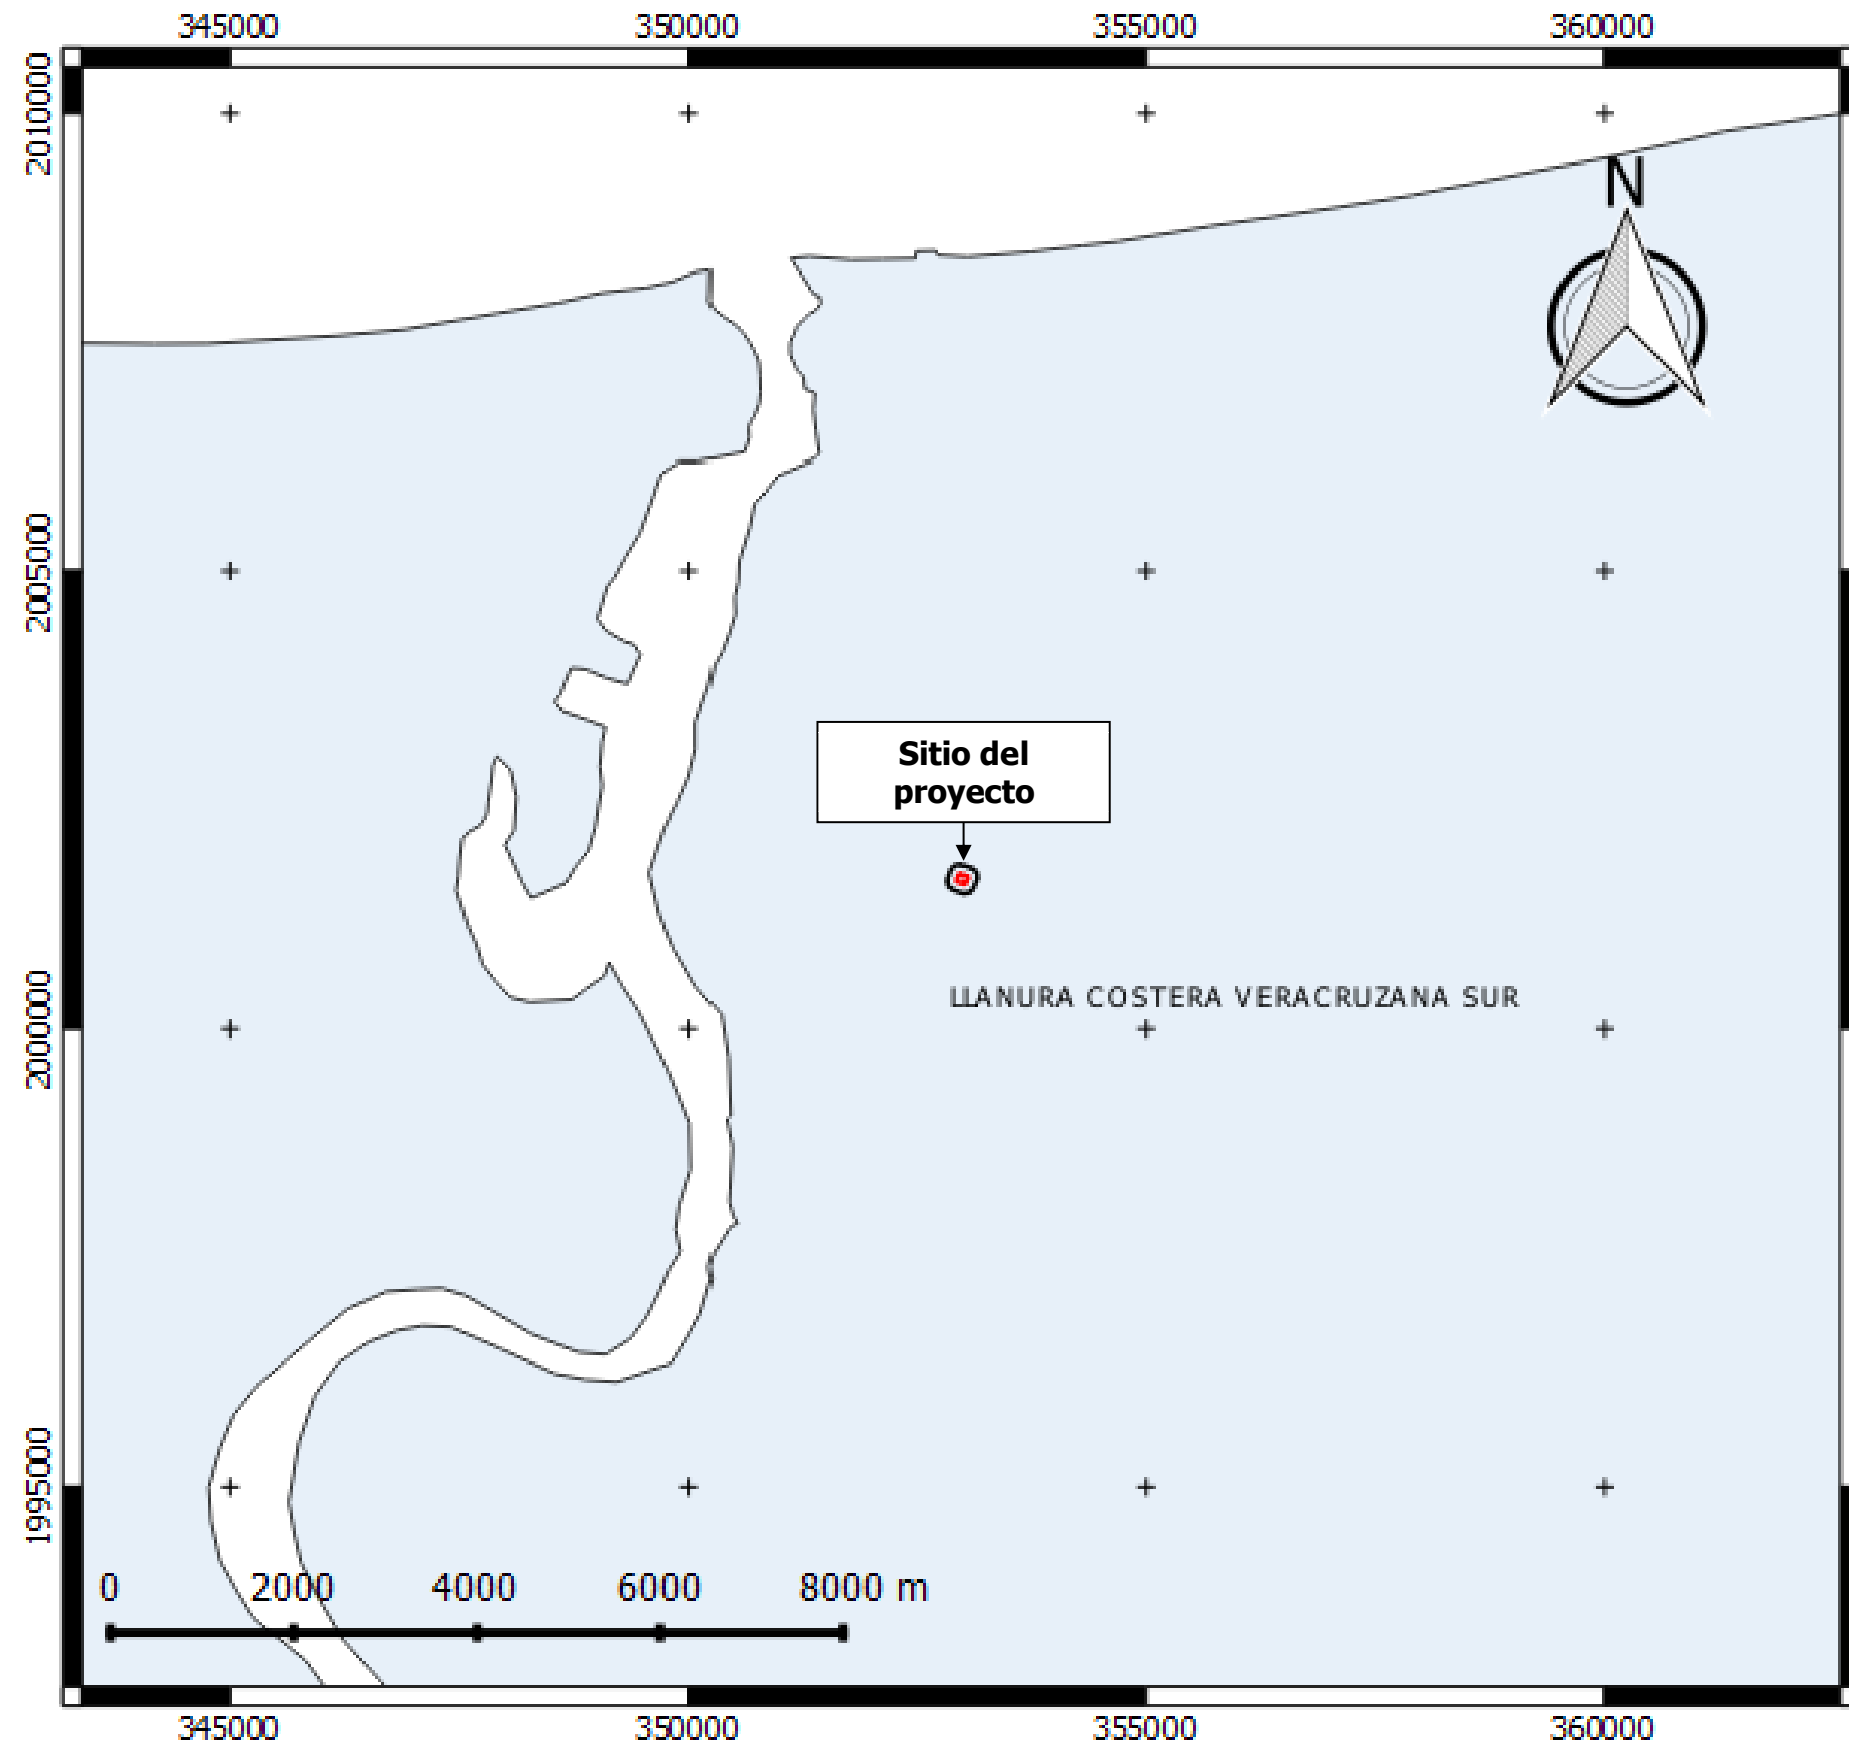 345000 350000 355000 360000
2010000
N
2005000
Sitio del
proyecto
LLANURA COSTERA VERACRUZANA SUR
2000000
1995000
0 2000 4000 6000 8000 m
345000 350000 355000 360000